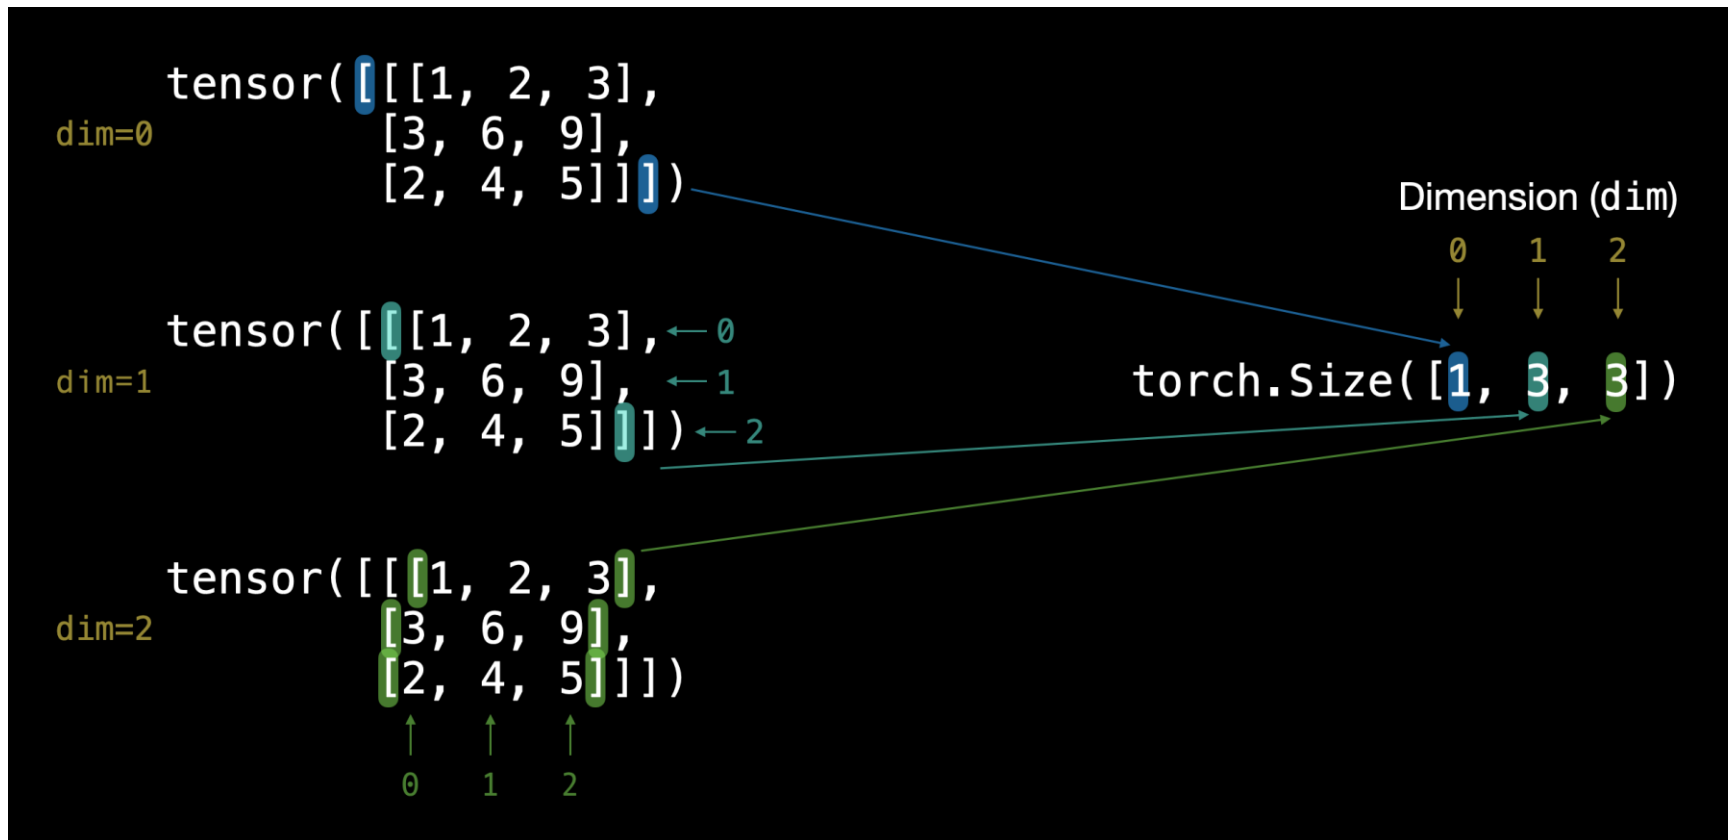 tensor([[[1, 2, 3],
dim=0
[3, 6, 9],
[2, 4, 5]]])
Dimension (dim)
0 1 2
tensor([[[1, 2, 3], ← 0
dim=1
[3, 6, 9], ← 1
[2, 4, 5]]]) ← 2
torch.Size([1, 3, 3])
tensor([[[1, 2, 3],
dim=2
[3, 6, 9],
[2, 4, 5]]])
0 1 2